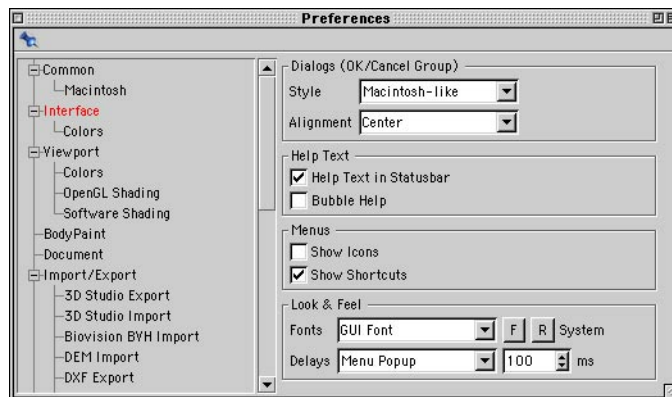 Preferences
Common
Macintosh
Interface
Colors
Viewport
Colors
OpenGL Shading
Software Shading
BodyPaint
Document
Import/Export
3D Studio Export
3D Studio Import
Biovision BVH Import
DEM Import
DXF Export
Dialogs (OK/Cancel Group)
Style Macintosh-like
Alignment Center
Help Text
Help Text in Statusbar
Bubble Help
Menus
Show Icons
Show Shortcuts
Look & Feel
Fonts GUI Font F R System
Delays Menu Popup 100 ms